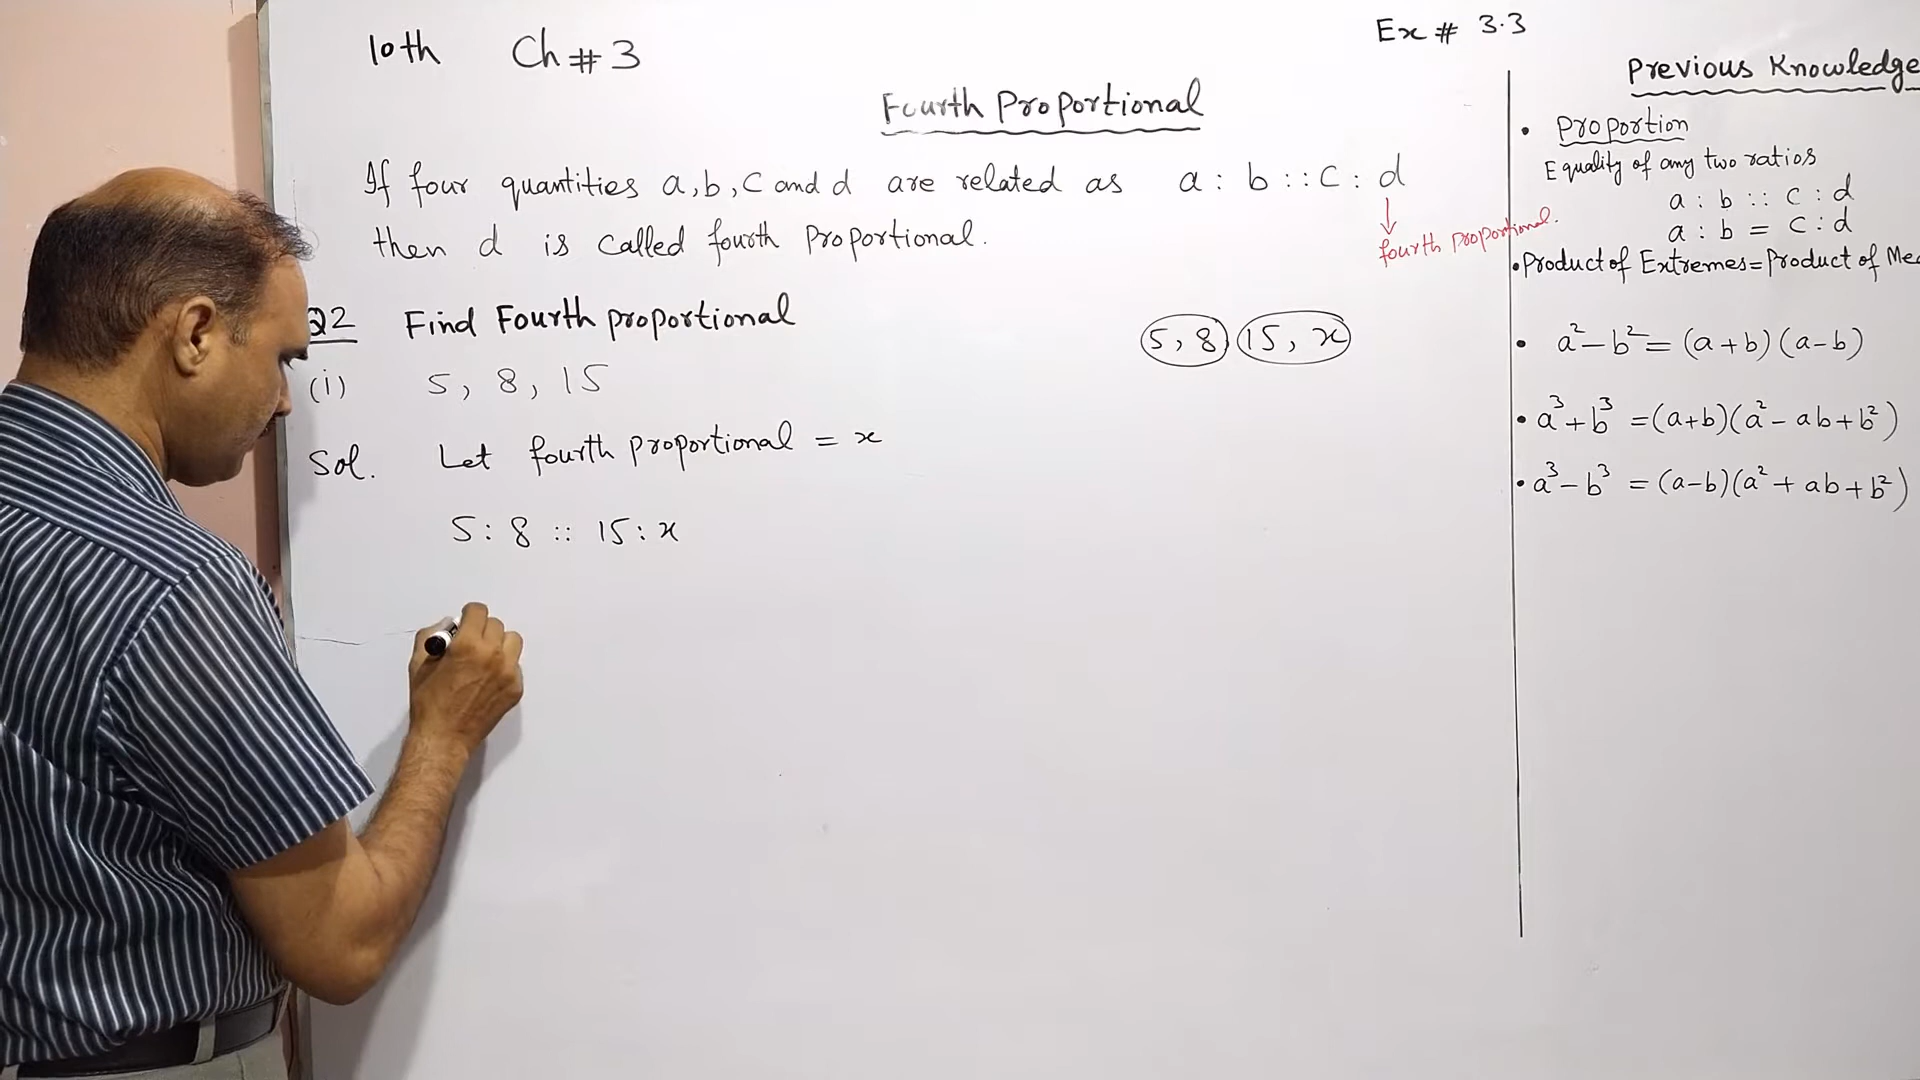 10th Ch # 3
Ex # 3.3
Fourth Proportional
If four quantities a, b, c and d are related as a : b :: c : d
fourth proportional.
then d is called fourth proportional.
Q2 Find Fourth proportional
5, 8 15, x
(i) 5, 8, 15
Sol. Let fourth proportional = x
5 : 8 :: 15 : x
Previous Knowledge
• Proportion
Equality of any two ratios
a : b :: c : d
a : b = c : d
• Product of Extremes = Product of Mea
• a² – b² = (a + b) (a - b)
• a³ + b³ = (a+b)(a² - ab + b²)
• a³ – b³ = (a-b)(a² + ab + b²)